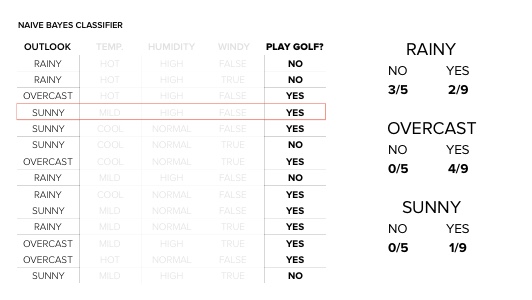 NAIVE BAYES CLASSIFIER
OUTLOOK TEMP. HUMIDITY WINDY PLAY GOLF?
RAINY HOT HIGH FALSE NO
RAINY HOT HIGH TRUE NO
OVERCAST HOT HIGH FALSE YES
SUNNY MILD HIGH FALSE YES
SUNNY COOL NORMAL FALSE YES
SUNNY COOL NORMAL TRUE NO
OVERCAST COOL NORMAL TRUE YES
RAINY MILD HIGH FALSE NO
RAINY COOL NORMAL FALSE YES
SUNNY MILD NORMAL FALSE YES
RAINY MILD NORMAL TRUE YES
OVERCAST MILD HIGH TRUE YES
OVERCAST HOT NORMAL FALSE YES
SUNNY MILD HIGH TRUE NO
RAINY
NO YES
3/5 2/9
OVERCAST
NO YES
0/5 4/9
SUNNY
NO YES
0/5 1/9